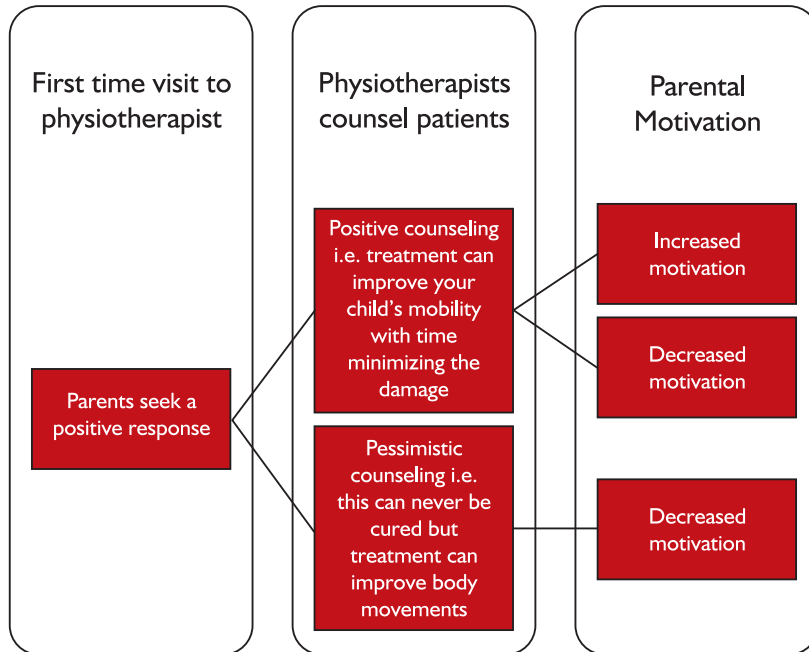 First time visit to
physiotherapist
Physiotherapists
counsel patients
Parental
Motivation
Parents seek a
positive response
Positive counseling
i.e. treatment can
improve your
child's mobility
with time
minimizing the
damage
Pessimistic
counseling i.e.
this can never be
cured but
treatment can
improve body
movements
Increased
motivation
Decreased
motivation
Decreased
motivation